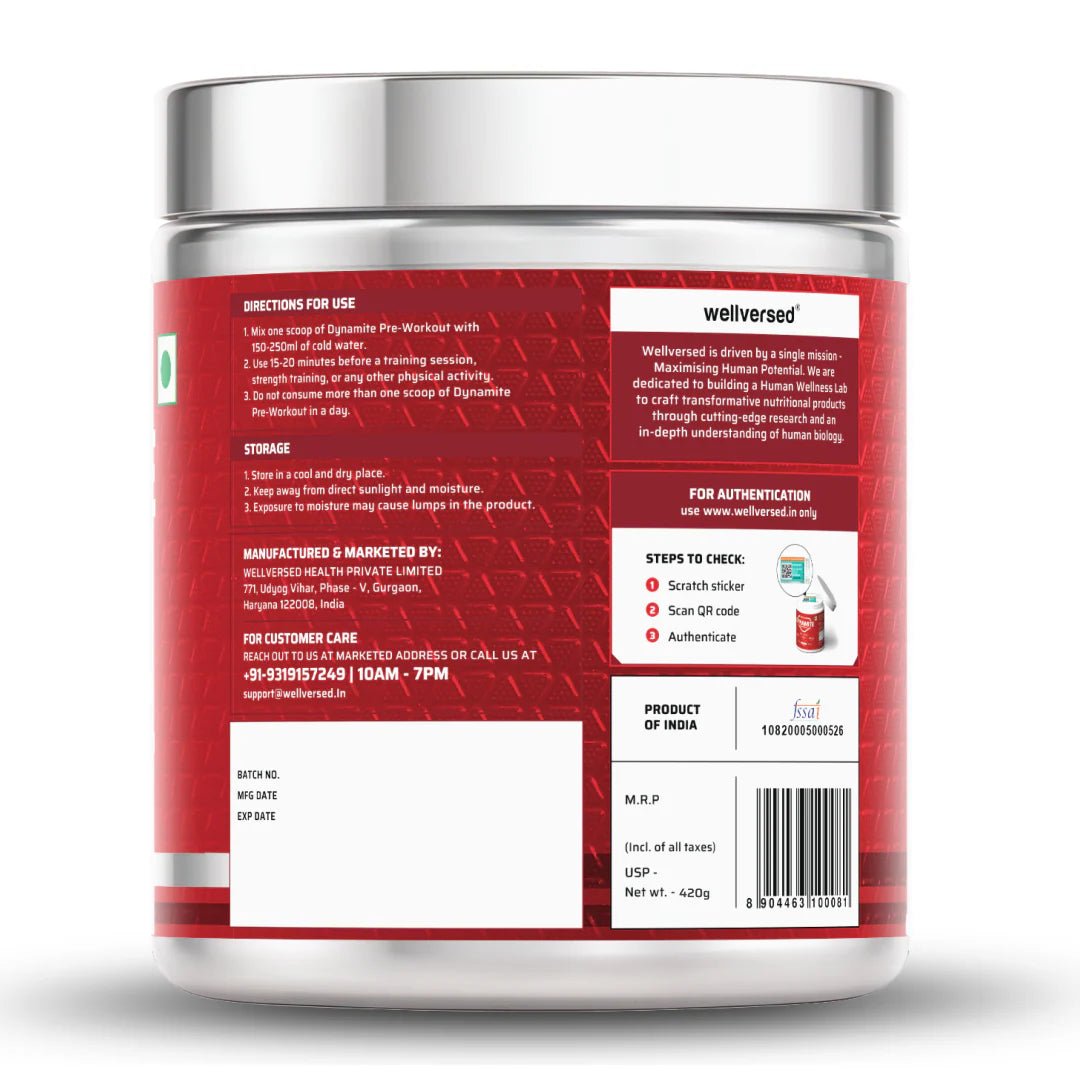 DIRECTIONS FOR USE
1. Mix one scoop of Dynamite Pre-Workout with
150-250ml of cold water.
2. Use 15-20 minutes before a training session,
strength training, or any other physical activity.
3. Do not consume more than one scoop of Dynamite
Pre-Workout in a day.
STORAGE
1. Store in a cool and dry place.
2. Keep away from direct sunlight and moisture.
3. Exposure to moisture may cause lumps in the product.
MANUFACTURED & MARKETED BY:
WELLVERSED HEALTH PRIVATE LIMITED
771, Udyog Vihar, Phase - V, Gurgaon,
Haryana 122008, India
FOR CUSTOMER CARE
REACH OUT TO US AT MARKETED ADDRESS OR CALL US AT
+91-9319157249 | 10AM - 7PM
support@wellversed.In
BATCH NO.
MFG DATE
EXP DATE
wellversed®
Wellversed is driven by a single mission -
Maximising Human Potential. We are
dedicated to building a Human Wellness Lab
to craft transformative nutritional products
through cutting-edge research and an
in-depth understanding of human biology.
FOR AUTHENTICATION
use www.wellversed.in only
STEPS TO CHECK:
1 Scratch sticker
2 Scan QR code
3 Authenticate
PRODUCT
OF INDIA
fssai
10820005000526
M.R.P
(Incl. of all taxes)
USP -
Net wt. - 420g
8 904463 100081